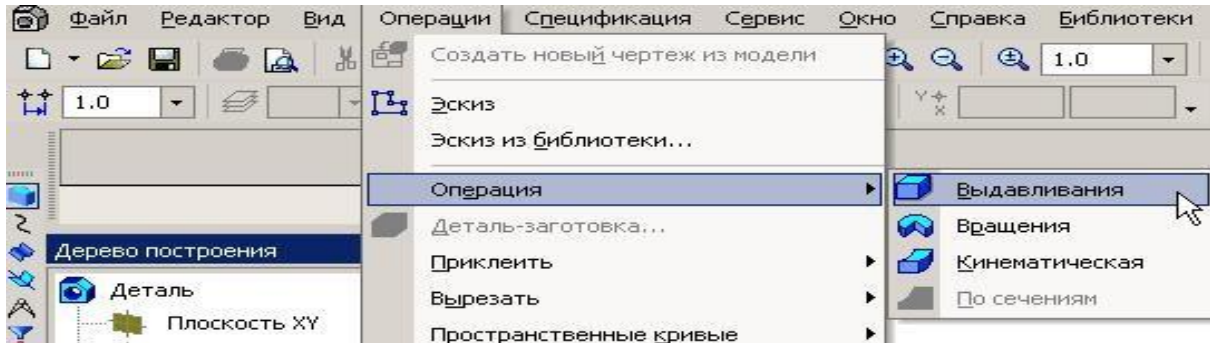 Файл Редактор Вид Операции Спецификация Сервис Окно Справка Библиотеки
Создать новый чертеж из модели
1.0
1.0
Эскиз
Y
X
Эскиз из библиотеки...
Операция
Выдавливания
Деталь-заготовка...
Вращения
Дерево построения
Приклеить
Кинематическая
Деталь
Вырезать
По сечениям
Плоскость XY
Пространственные кривые